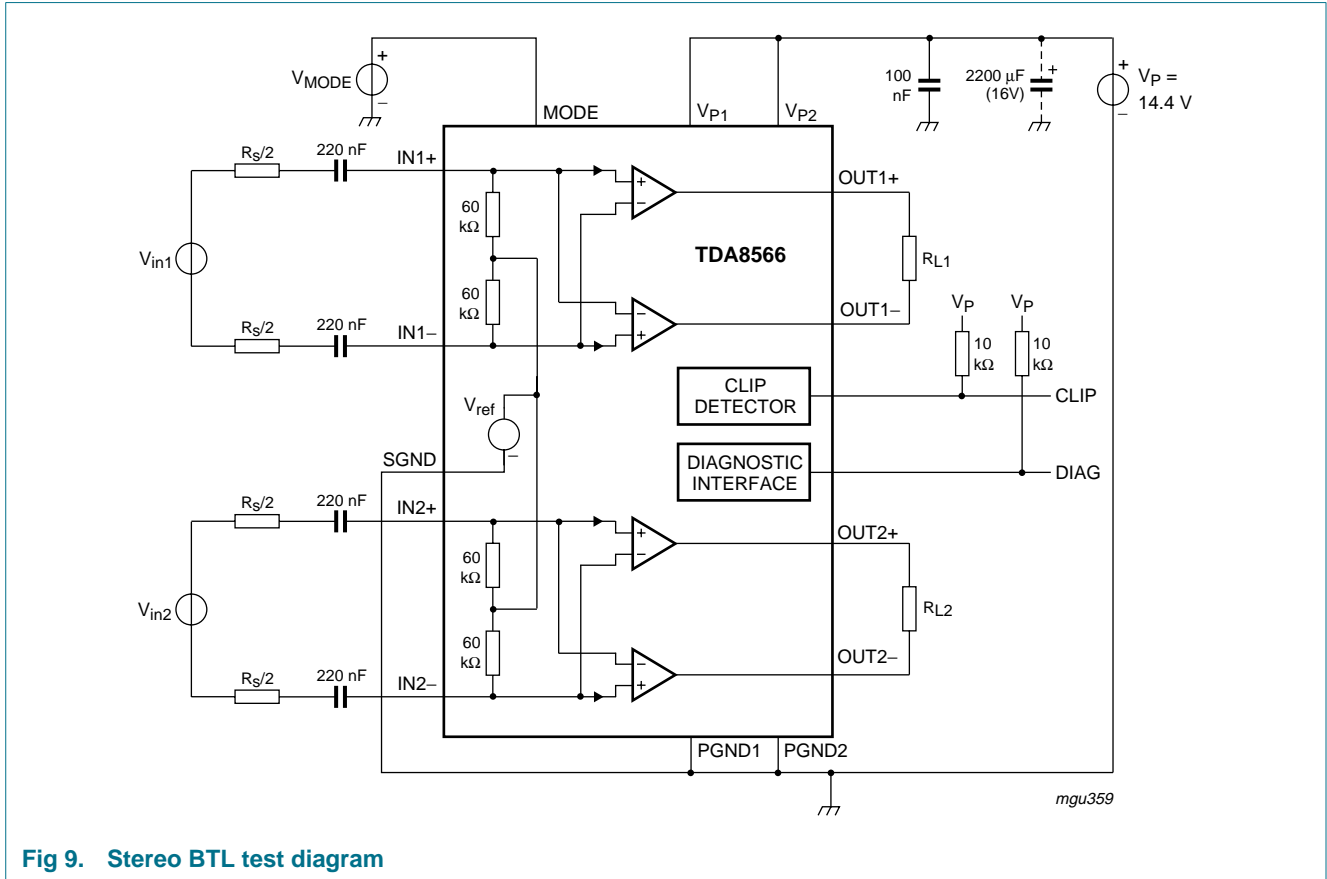 VMODE
+
−
MODE
VP1
VP2
100
nF
2200 µF
(16V)
+
+
−
VP =
14.4 V
RS/2
220 nF
IN1+
60
kΩ
60
kΩ
Vin1
RS/2
220 nF
IN1−
+
−
−
+
TDA8566
OUT1+
RL1
OUT1−
VP
VP
10
kΩ
10
kΩ
CLIP
DETECTOR
CLIP
DIAGNOSTIC
INTERFACE
DIAG
Vref
−
SGND
RS/2
220 nF
IN2+
60
kΩ
60
kΩ
Vin2
RS/2
220 nF
IN2−
+
−
−
+
OUT2+
RL2
OUT2−
PGND1
PGND2
mgu359
Fig 9. Stereo BTL test diagram